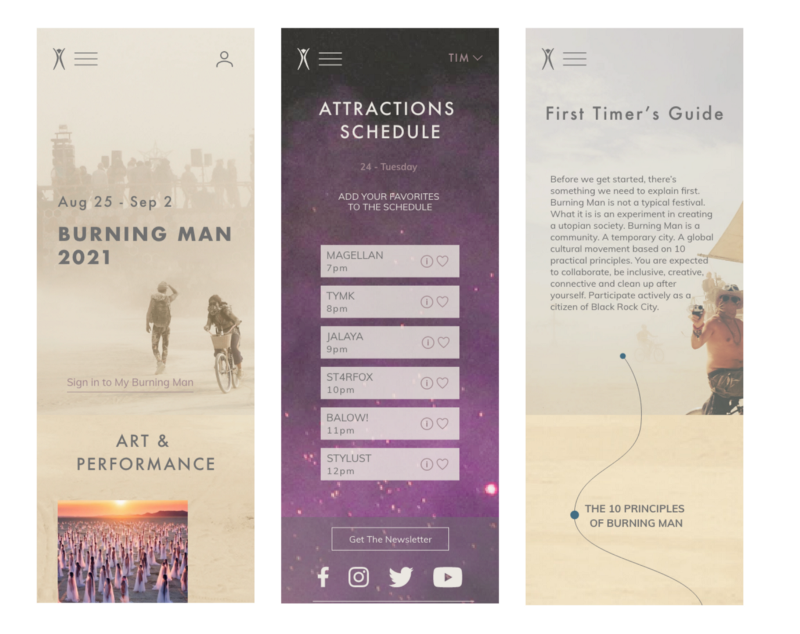 Aug 25 - Sep 2
BURNING MAN
2021
Sign in to My Burning Man
ART &
PERFORMANCE
TIM
ATTRACTIONS
SCHEDULE
24 - Tuesday
ADD YOUR FAVORITES
TO THE SCHEDULE
MAGELLAN
7pm
TYMK
8pm
JALAYA
9pm
ST4RFOX
10pm
BALOW!
11pm
STYLUST
12pm
Get The Newsletter
First Timer's Guide
Before we get started, there's
something we need to explain first.
Burning Man is not a typical festival.
What it is is an experiment in creating
a utopian society. Burning Man is a
community. A temporary city. A global
cultural movement based on 10
practical principles. You are expected
to collaborate, be inclusive, creative,
connective and clean up after
yourself. Participate actively as a
citizen of Black Rock City.
THE 10 PRINCIPLES
OF BURNING MAN